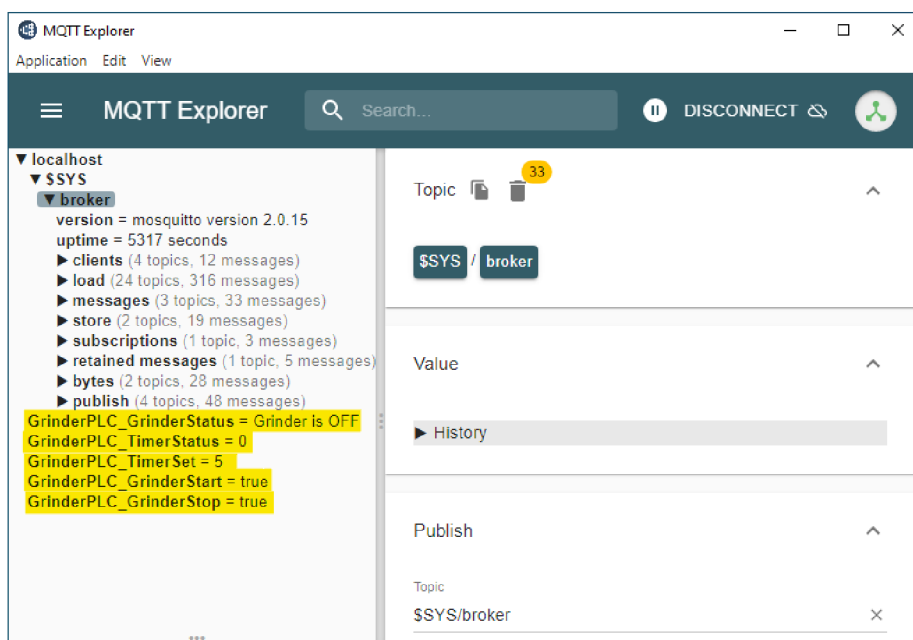 MQTT Explorer
Application Edit View
MQTT Explorer
Search...
DISCONNECT
▼ localhost
▼ $SYS
▼ broker
version = mosquitto version 2.0.15
uptime = 5317 seconds
▶ clients (4 topics, 12 messages)
▶ load (24 topics, 316 messages)
▶ messages (3 topics, 33 messages)
▶ store (2 topics, 19 messages)
▶ subscriptions (1 topic, 3 messages)
▶ retained messages (1 topic, 5 messages)
▶ bytes (2 topics, 28 messages)
▶ publish (4 topics, 48 messages)
GrinderPLC_GrinderStatus = Grinder is OFF
GrinderPLC_TimerStatus = 0
GrinderPLC_TimerSet = 5
GrinderPLC_GrinderStart = true
GrinderPLC_GrinderStop = true
Topic 33
$SYS / broker
Value
▶ History
Publish
Topic
$SYS/broker